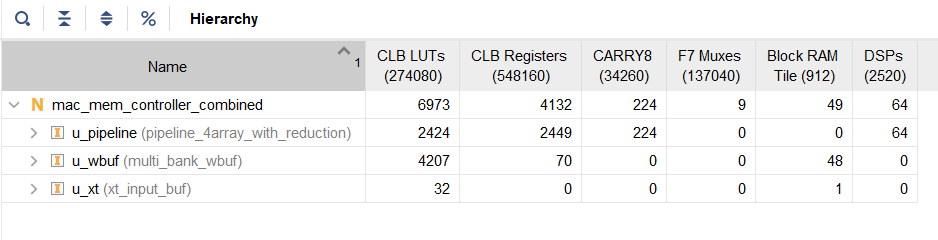 Hierarchy
Name 1 CLB LUTs (274080) CLB Registers (548160) CARRY8 (34260) F7 Muxes (137040) Block RAM Tile (912) DSPs (2520)
N mac_mem_controller_combined 6973 4132 224 9 49 64
I u_pipeline (pipeline_4array_with_reduction) 2424 2449 224 0 0 64
I u_wbuf (multi_bank_wbuf) 4207 70 0 0 48 0
I u_xt (xt_input_buf) 32 0 0 0 1 0